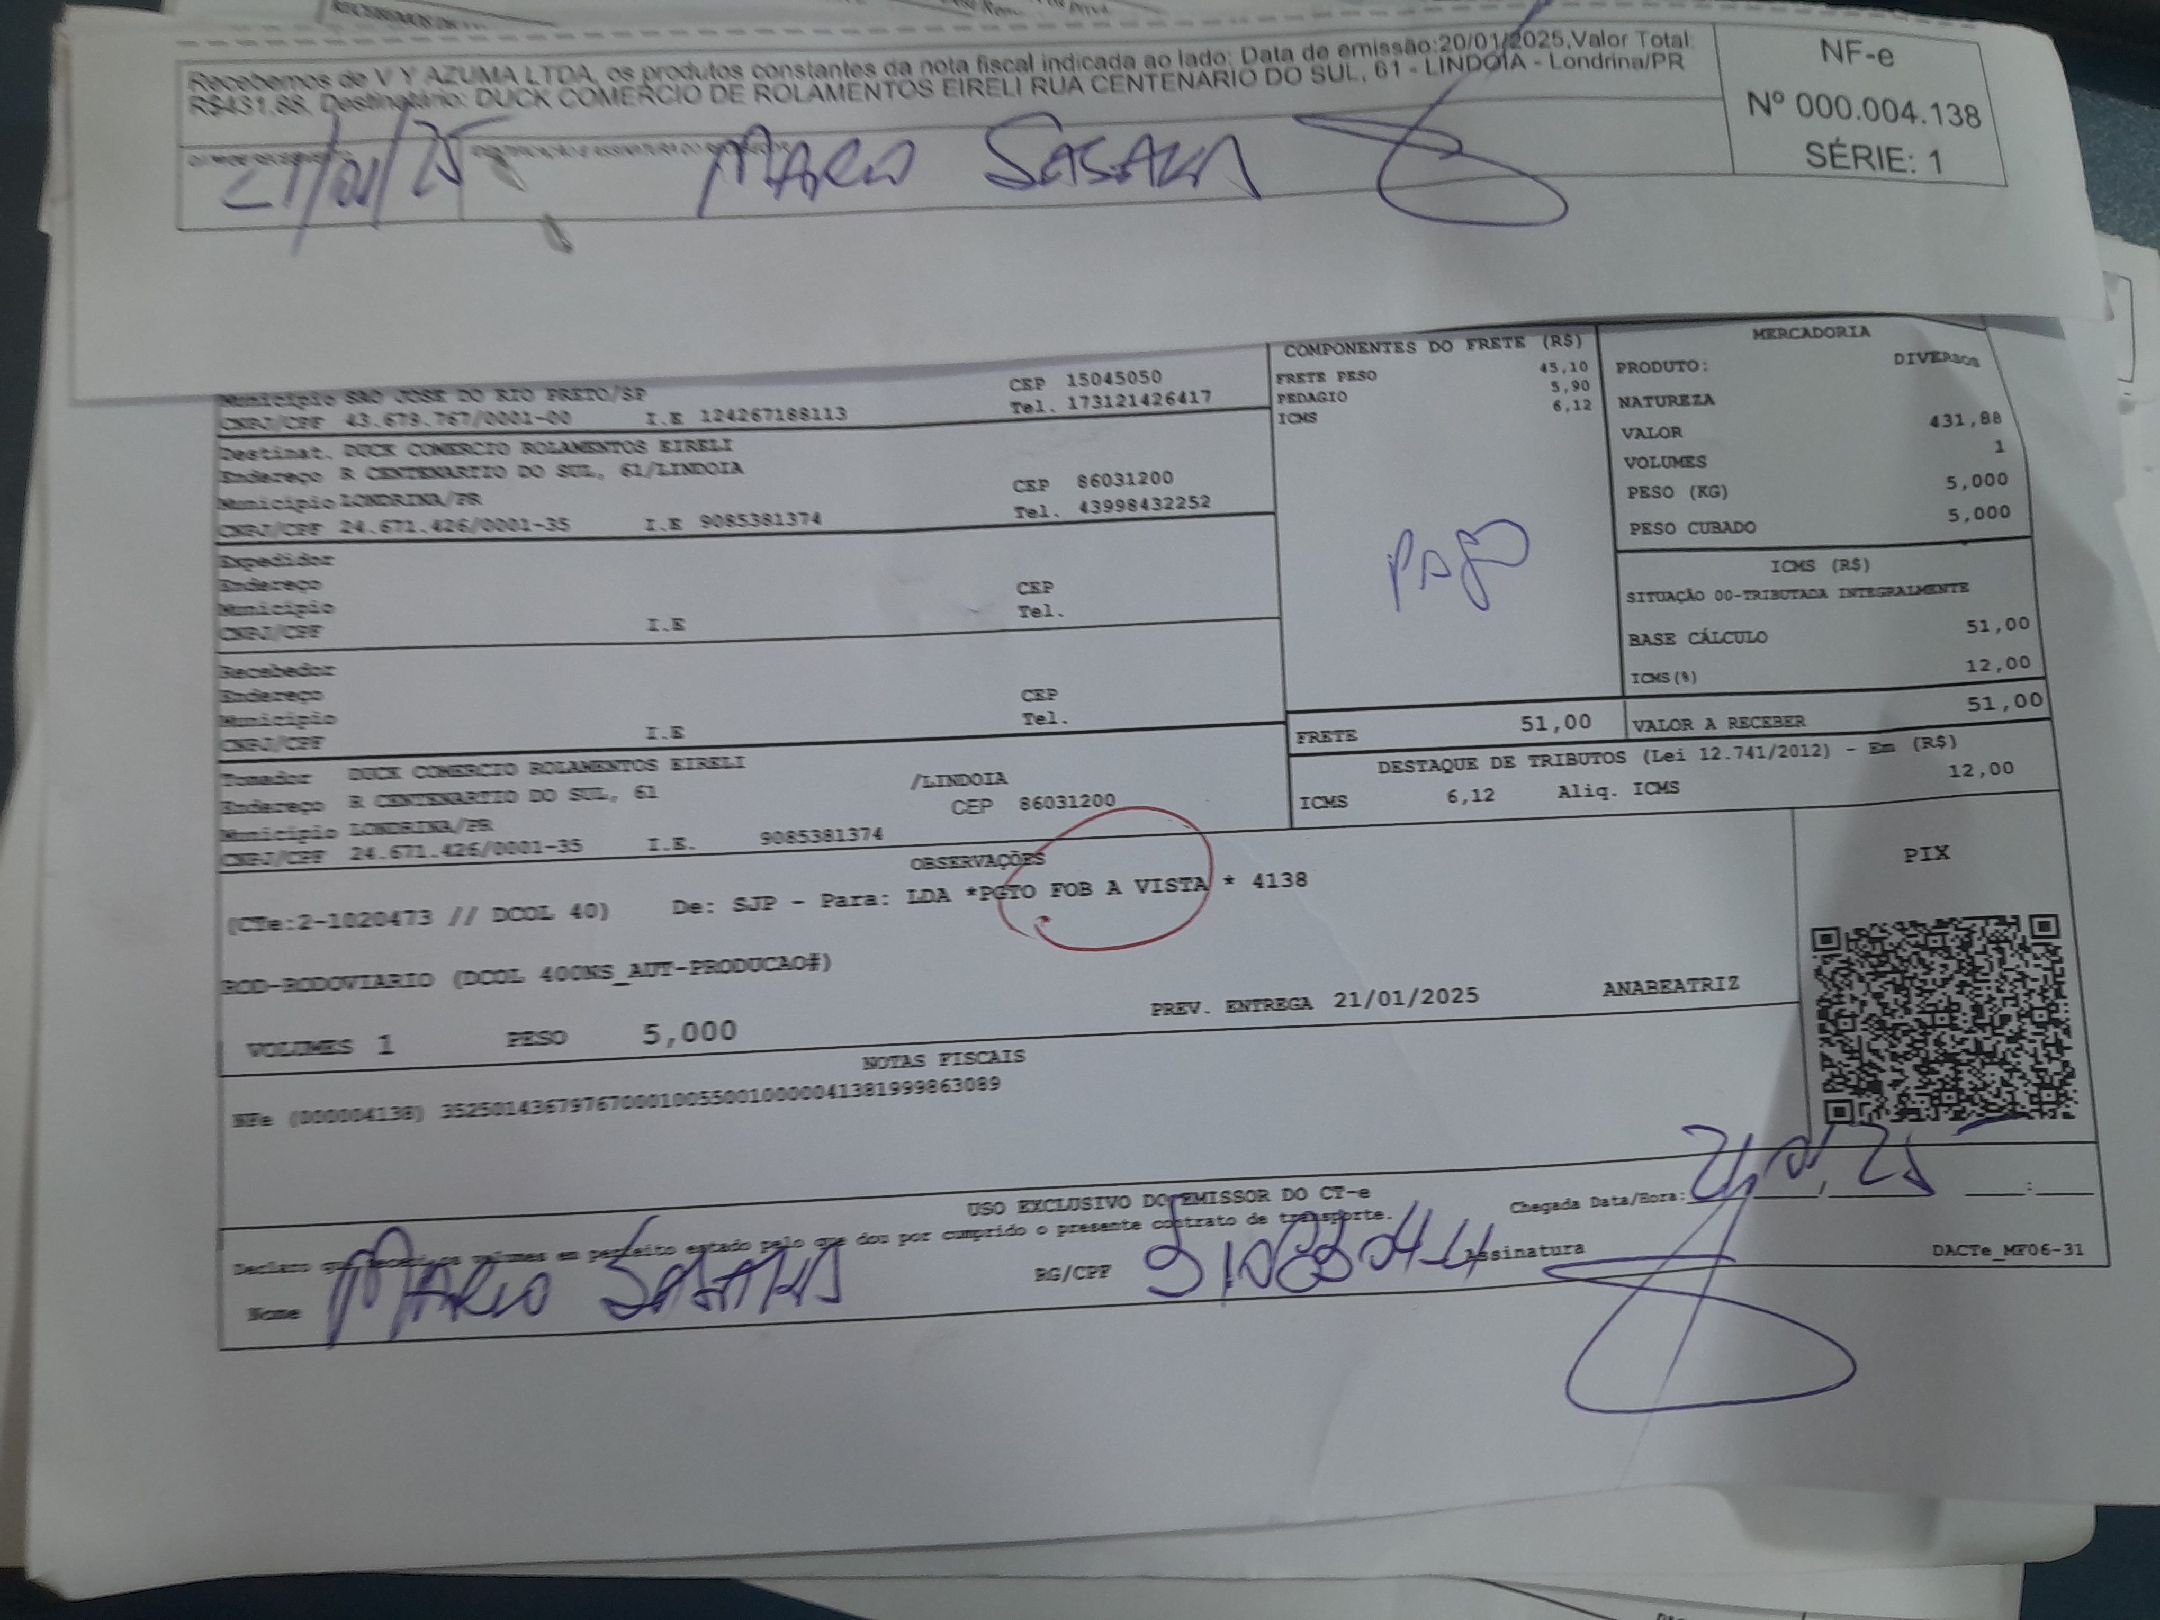 Recebemos de V Y AZUMA LTDA, os produtos constantes da nota fiscal indicada ao lado: Data de emissão:20/01/2025,Valor Total:
R$431.88, Destinatário: DUCK COMERCIO DE ROLAMENTOS EIRELI RUA CENTENARIO DO SUL, 61 - LINDOIA - Londrina/PR
NF-e
Nº 000.004.138
SÉRIE: 1
21/01/25 MARIO SASAKI
Município SAO JOSE DO RIO PRETO/SP CEP 15045050
CNPJ/CPF 43.679.767/0001-00 I.E 124267188113 Tel. 173121426417
Destinat. DUCK COMERCIO ROLAMENTOS EIRELI
Endereço R CENTENARTIO DO SUL, 61/LINDOIA
Município LONDRINA/PR CEP 86031200
CNPJ/CPF 24.671.426/0001-35 I.E 9085381374 Tel. 43998432252
Expedidor
Endereço
Município CEP
CNPJ/CPF I.E Tel.
Recebedor
Endereço
Município CEP
CNPJ/CPF I.E Tel.
Tomador DUCK COMERCIO ROLAMENTOS EIRELI
Endereço R CENTENARTIO DO SUL, 61 /LINDOIA
Município LONDRINA/PR CEP 86031200
CNPJ/CPF 24.671.426/0001-35 I.E. 9085381374
COMPONENTES DO FRETE (R$)
FRETE PESO 45,10
PEDAGIO 5,90
ICMS 6,12
PAGO
FRETE 51,00
MERCADORIA
PRODUTO: DIVERSOS
NATUREZA
VALOR 431,88
VOLUMES 1
PESO (KG) 5,000
PESO CUBADO 5,000
ICMS (R$)
SITUAÇÃO 00-TRIBUTADA INTEGRALMENTE
BASE CÁLCULO 51,00
ICMS(%) 12,00
VALOR A RECEBER 51,00
DESTAQUE DE TRIBUTOS (Lei 12.741/2012) - Em (R$)
ICMS 6,12 Aliq. ICMS 12,00
OBSERVAÇÕES
(CTe:2-1020473 // DCOL 40) De: SJP - Para: LDA *PGTO FOB A VISTA * 4138
ROD-RODOVIARIO (DCOL 400NS_AUT-PRODUCAO#)
VOLUMES 1 PESO 5,000 PREV. ENTREGA 21/01/2025 ANABEATRIZ
PIX
NOTAS FISCAIS
NFe (000004138) 35250143679767000100550010000041381999863089
USO EXCLUSIVO DO EMISSOR DO CT-e
Declaro que recebi os volumes em perfeito estado pelo que dou por cumprido o presente contrato de transporte.
Chegada Data/Hora: 21/01/25 :
Nome MARIO SASAKI RG/CPF Assinatura
DACTe_MF06-31